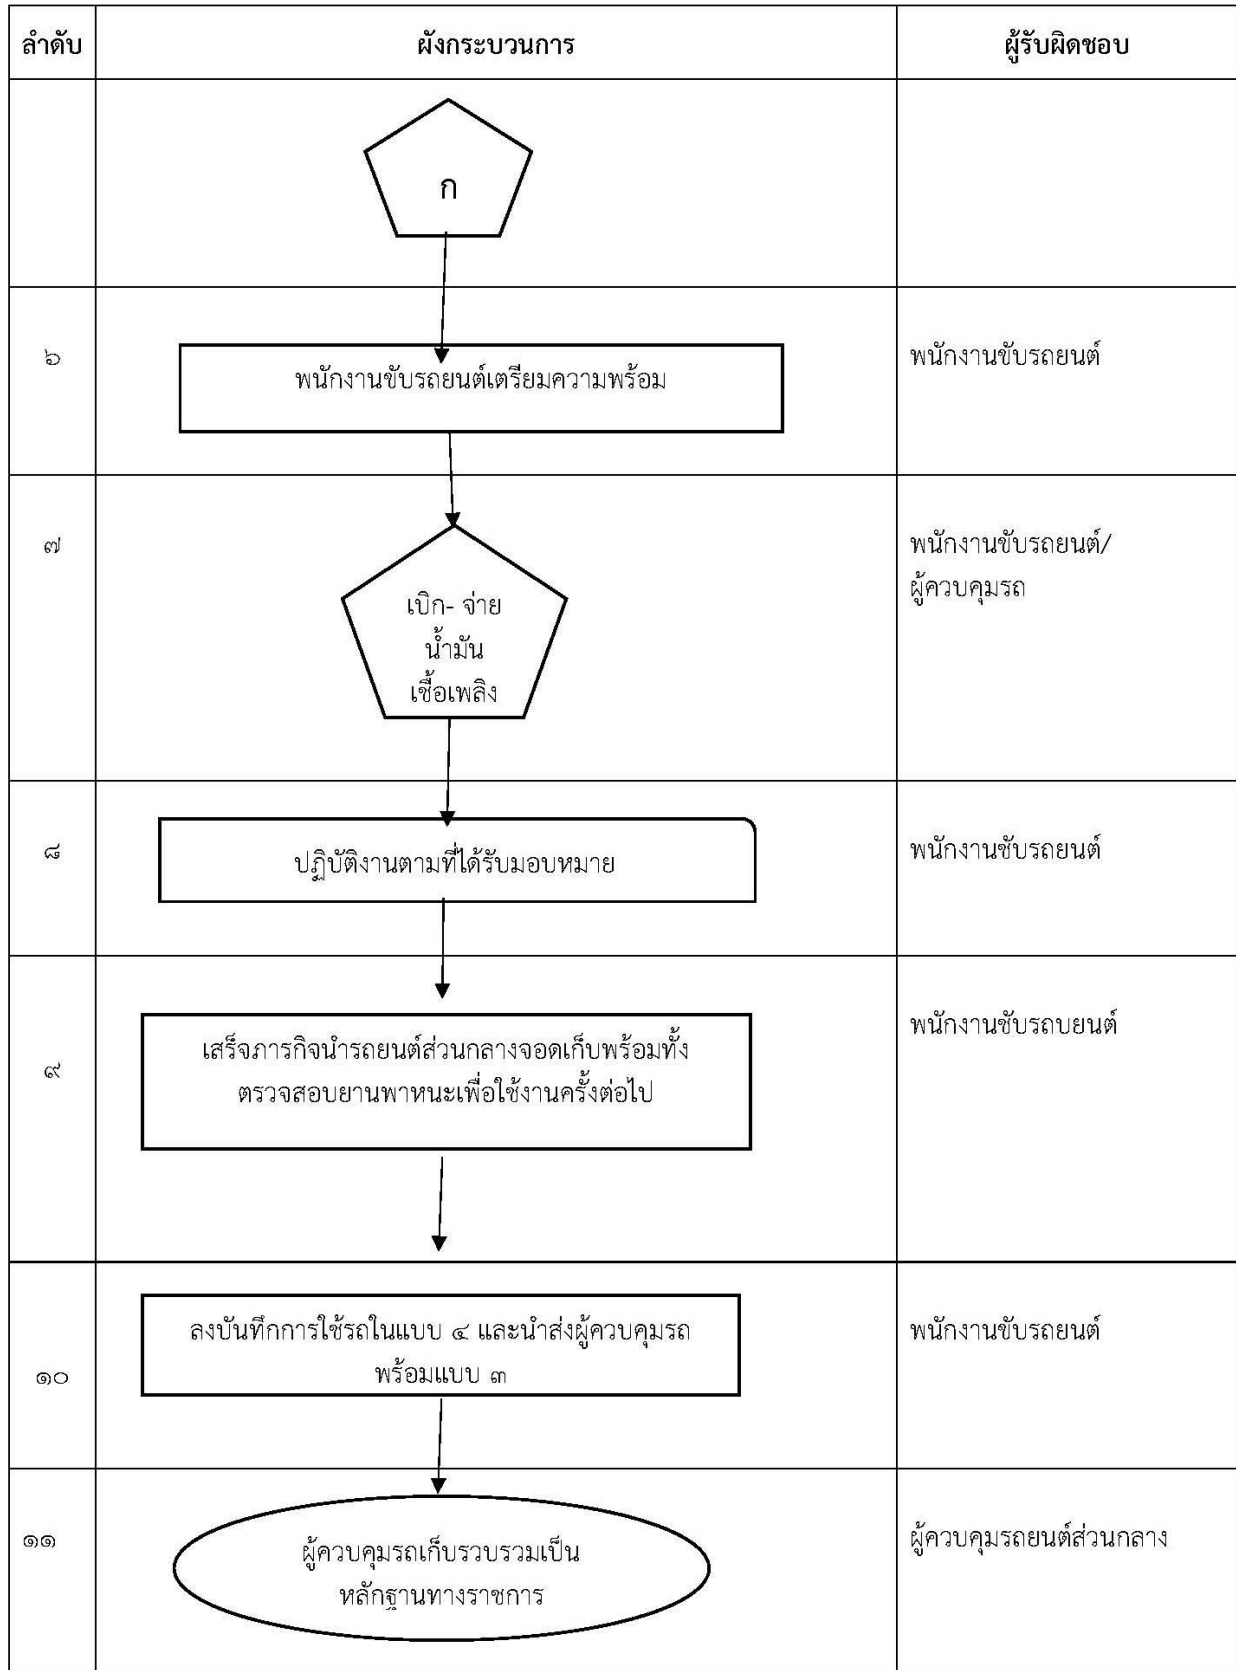 ลำดับ ผังกระบวนการ ผู้รับผิดชอบ
ก
๖ พนักงานขับรถยนต์เตรียมความพร้อม พนักงานขับรถยนต์
๗ พนักงานขับรถยนต์/
ผู้ควบคุมรถ
เบิก- จ่าย
น้ำมัน
เชื้อเพลิง
๘ ปฏิบัติงานตามที่ได้รับมอบหมาย พนักงานชับรถยนต์
๙ เสร็จภารกิจนำรถยนต์ส่วนกลางจอดเก็บพร้อมทั้ง พนักงานชับรถบยนต์
ตรวจสอบยานพาหนะเพื่อใช้งานครั้งต่อไป
ลงบันทึกการใช้รถในแบบ ๔ และนำส่งผู้ควบคุมรถ พนักงานขับรถยนต์
๑๐ พร้อมแบบ ๓
๑๑ ผู้ควบคุมรถเก็บรวบรวมเป็น ผู้ควบคุมรถยนต์ส่วนกลาง
หลักฐานทางราชการ